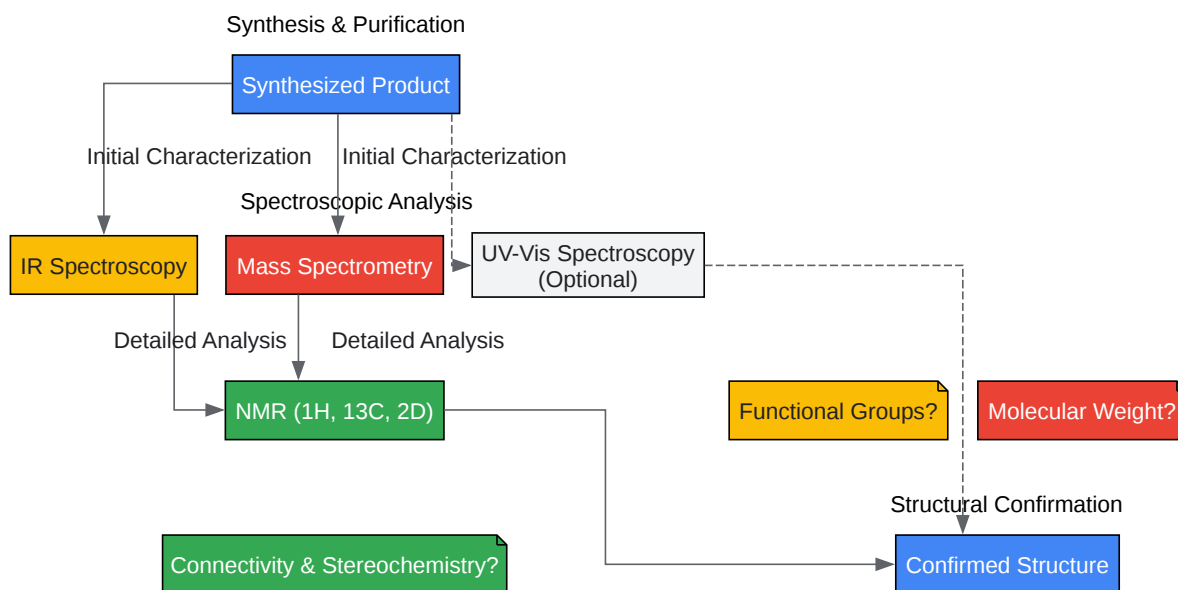 Synthesis & Purification
Synthesized Product
Initial Characterization
Initial Characterization
Spectroscopic Analysis
IR Spectroscopy
Mass Spectrometry
UV-Vis Spectroscopy
(Optional)
Detailed Analysis
Detailed Analysis
NMR (1H, 13C, 2D)
Functional Groups?
Molecular Weight?
Structural Confirmation
Connectivity & Stereochemistry?
Confirmed Structure